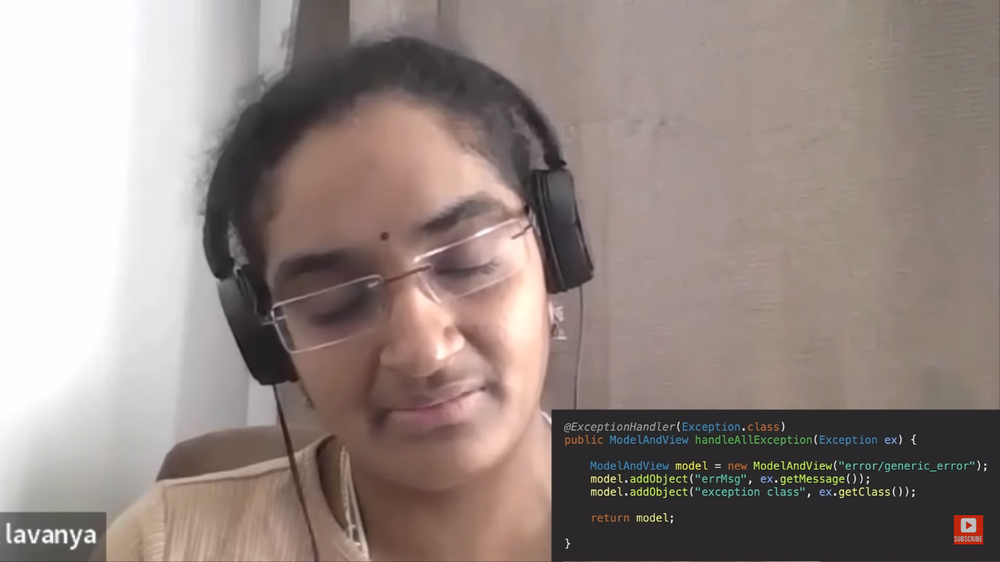 @ExceptionHandler(Exception.class)
public ModelAndView handleAllException(Exception ex) {
ModelAndView model = new ModelAndView("error/generic_error");
model.addObject("errMsg", ex.getMessage());
model.addObject("exception class", ex.getClass());
return model;
}
SUBSCRIBE
lavanya